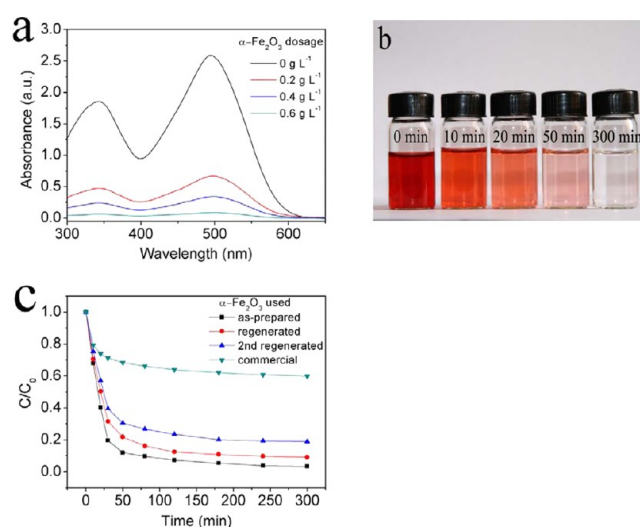 a
α-Fe₂O₃ dosage
0 g L⁻¹
0.2 g L⁻¹
0.4 g L⁻¹
0.6 g L⁻¹
3.0
2.5
2.0
1.5
1.0
0.5
0.0
Absorbance (a.u.)
300 400 500 600
Wavelength (nm)
b
0 min 10 min 20 min 50 min 300 min
c
α-Fe₂O₃ used
as-prepared
regenerated
2nd regenerated
commercial
1.0
0.8
0.6
0.4
0.2
0.0
C/C₀
0 50 100 150 200 250 300
Time (min)